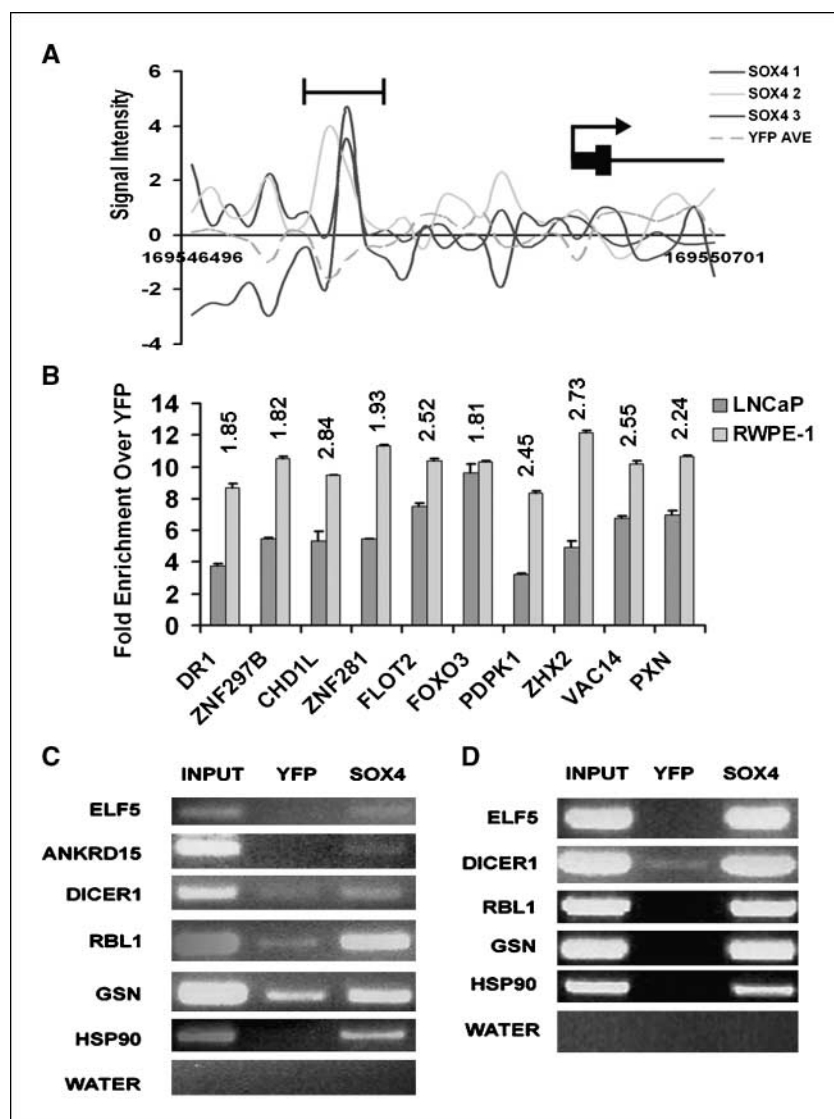 A
Signal Intensity
6
4
2
0
-2
-4
169546496
169550701
SOX4 1
SOX4 2
SOX4 3
YFP AVE
B
Fold Enrichment Over YFP
14
12
10
8
6
4
2
0
1.85
1.82
2.84
1.93
2.52
1.81
2.45
2.73
2.55
2.24
LNCaP
RWPE-1
DR1
ZNF297B
CHD1L
ZNF281
FLOT2
FOXO3
PDPK1
ZHX2
VAC14
PXN
C
INPUT YFP SOX4
ELF5
ANKRD15
DICER1
RBL1
GSN
HSP90
WATER
D
INPUT YFP SOX4
ELF5
DICER1
RBL1
GSN
HSP90
WATER